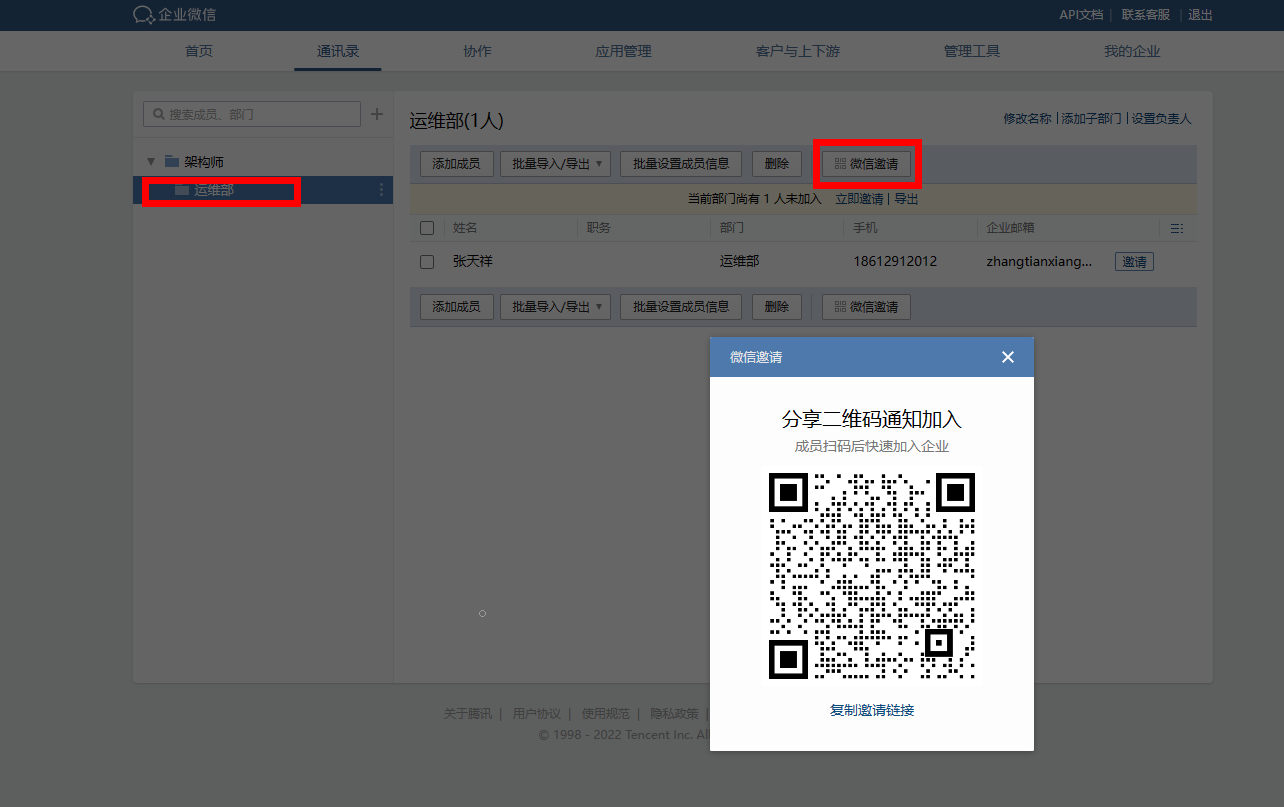 企业微信
API文档 | 联系客服 | 退出
首页 通讯录 协作 应用管理 客户与上下游 管理工具 我的企业
搜索成员、部门
架构师
运维部
运维部(1人)
修改名称 | 添加子部门 | 设置负责人
添加成员 批量导入/导出 批量设置成员信息 删除 微信邀请
当前部门尚有 1 人未加入 立即邀请 | 导出
姓名 职务 部门 手机 企业邮箱
张天祥 运维部 18612912012 zhangtianxiang... 邀请
添加成员 批量导入/导出 批量设置成员信息 删除 微信邀请
微信邀请
分享二维码通知加入
成员扫码后快速加入企业
复制邀请链接
关于腾讯 | 用户协议 | 使用规范 | 隐私政策 |
© 1998 - 2022 Tencent Inc. All